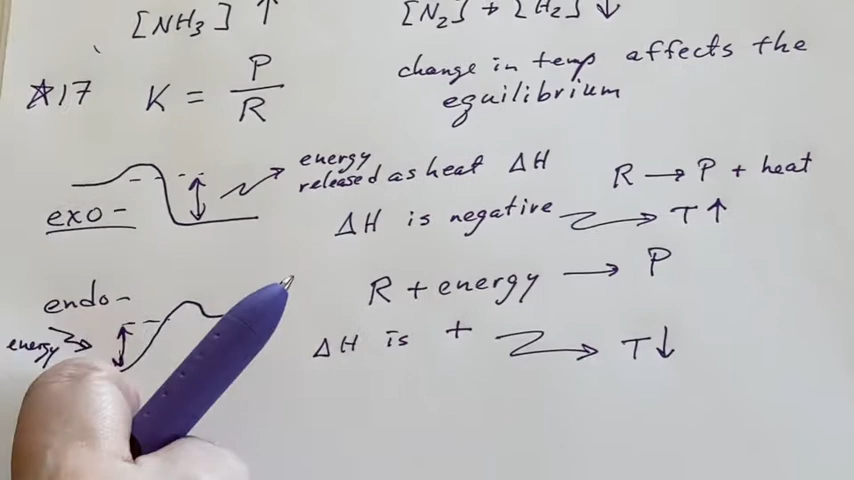 [NH₃] ↑
[N₂] + [H₂] ↓
change in temp affects the
equilibrium
☆17 K = P
R
energy
released as heat ΔH
R → P + heat
exo-
ΔH is negative → T↑
R + energy → P
endo-
energy
ΔH is + → T↓